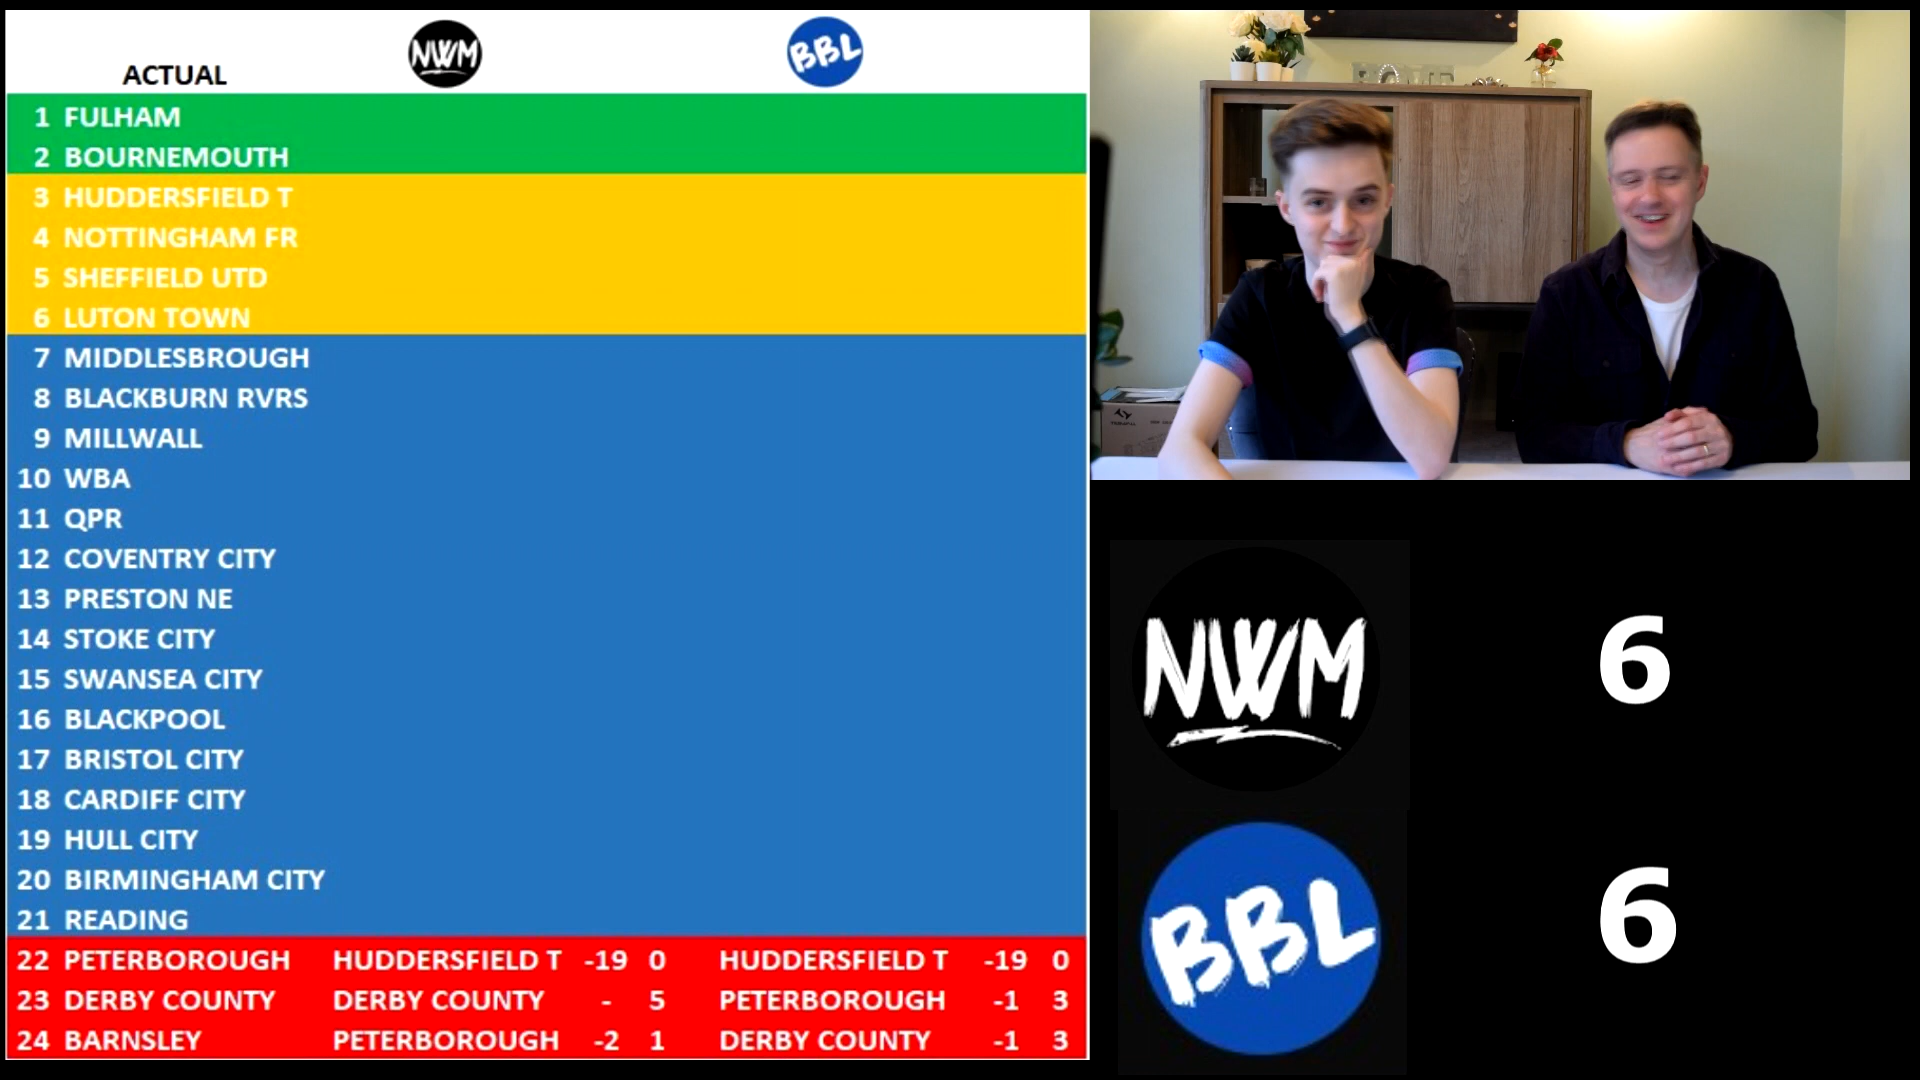 NWM
BBL
ACTUAL
1 FULHAM
2 BOURNEMOUTH
3 HUDDERSFIELD T
4 NOTTINGHAM FR
5 SHEFFIELD UTD
6 LUTON TOWN
7 MIDDLESBROUGH
8 BLACKBURN RVRS
9 MILLWALL
10 WBA
11 QPR
12 COVENTRY CITY
13 PRESTON NE
14 STOKE CITY
15 SWANSEA CITY
16 BLACKPOOL
17 BRISTOL CITY
18 CARDIFF CITY
19 HULL CITY
20 BIRMINGHAM CITY
21 READING
22 PETERBOROUGH HUDDERSFIELD T -19 0 HUDDERSFIELD T -19 0
23 DERBY COUNTY DERBY COUNTY - 5 PETERBOROUGH -1 3
24 BARNSLEY PETERBOROUGH -2 1 DERBY COUNTY -1 3
NWM 6
BBL 6